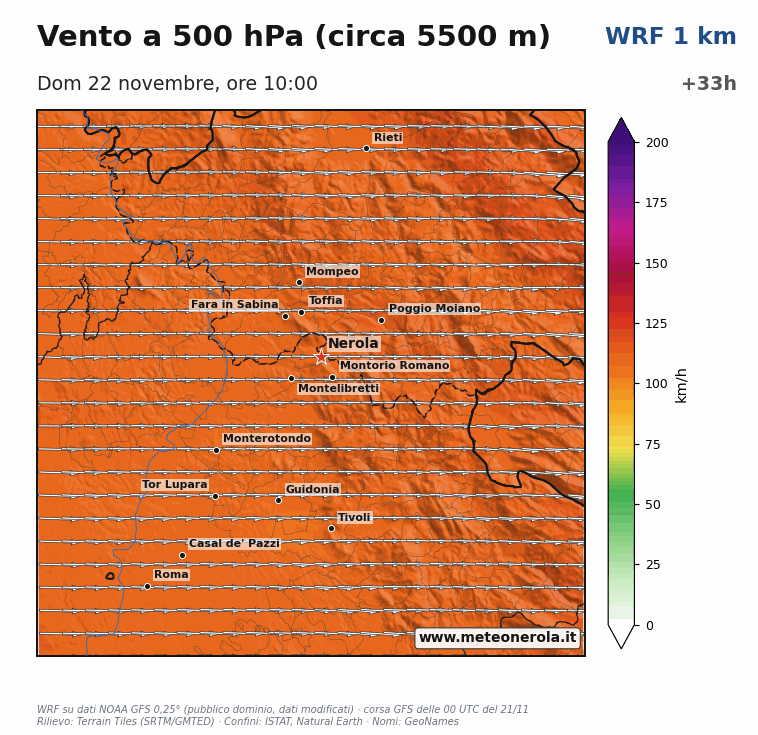 Vento a 500 hPa (circa 5500 m)
WRF 1 km
Dom 22 novembre, ore 10:00
+33h
Rieti
Mompeo
Fara in Sabina
Toffia
Poggio Moiano
Nerola
Montorio Romano
Montelibretti
Monterotondo
Tor Lupara
Guidonia
Tivoli
Casal de' Pazzi
Roma
www.meteonerola.it
200
175
150
125
100
75
50
25
0
km/h
WRF su dati NOAA GFS 0,25° (pubblico dominio, dati modificati) · corsa GFS delle 00 UTC del 21/11
Rilievo: Terrain Tiles (SRTM/GMTED) · Confini: ISTAT, Natural Earth · Nomi: GeoNames